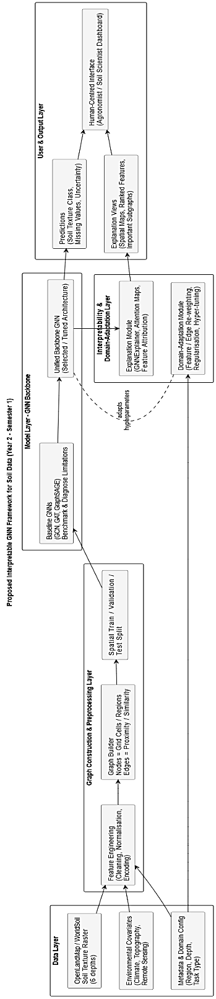 Proposed Interpretable GNN Framework for Soil Data (Year 2 - Semester 1)
Data Layer
OpenLandMap / WorldSoil
Soil Texture Raster
(6 depths)
Environmental Covariates
(Climate, Topography,
Remote Sensing)
Metadata & Domain Config
(Region, Depth,
Task Type)
Graph Construction & Preprocessing Layer
Feature Engineering
(Cleaning, Normalisation,
Encoding)
Graph Builder
Nodes = Grid Cells / Regions
Edges = Proximity / Similarity
Spatial Train / Validation /
Test Split
Model Layer - GNN Backbone
Baseline GNNs
(GCN, GAT, GraphSAGE)
Benchmark & Diagnose Limitations
Unified Backbone GNN
(Selected / Tuned Architecture)
adapts
hyperparameters
Interpretability &
Domain-Adaptation Layer
Explanation Module
(GNNExplainer, Attention Maps,
Feature Attribution)
Domain-Adaptation Module
(Feature / Edge Re-weighting,
Regularisation, Hyper-tuning)
User & Output Layer
Predictions
(Soil Texture Class,
Missing Values, Uncertainty)
Explanation Views
(Spatial Maps, Ranked Features,
Important Subgraphs)
Human-Centred Interface
(Agronomist / Soil Scientist Dashboard)